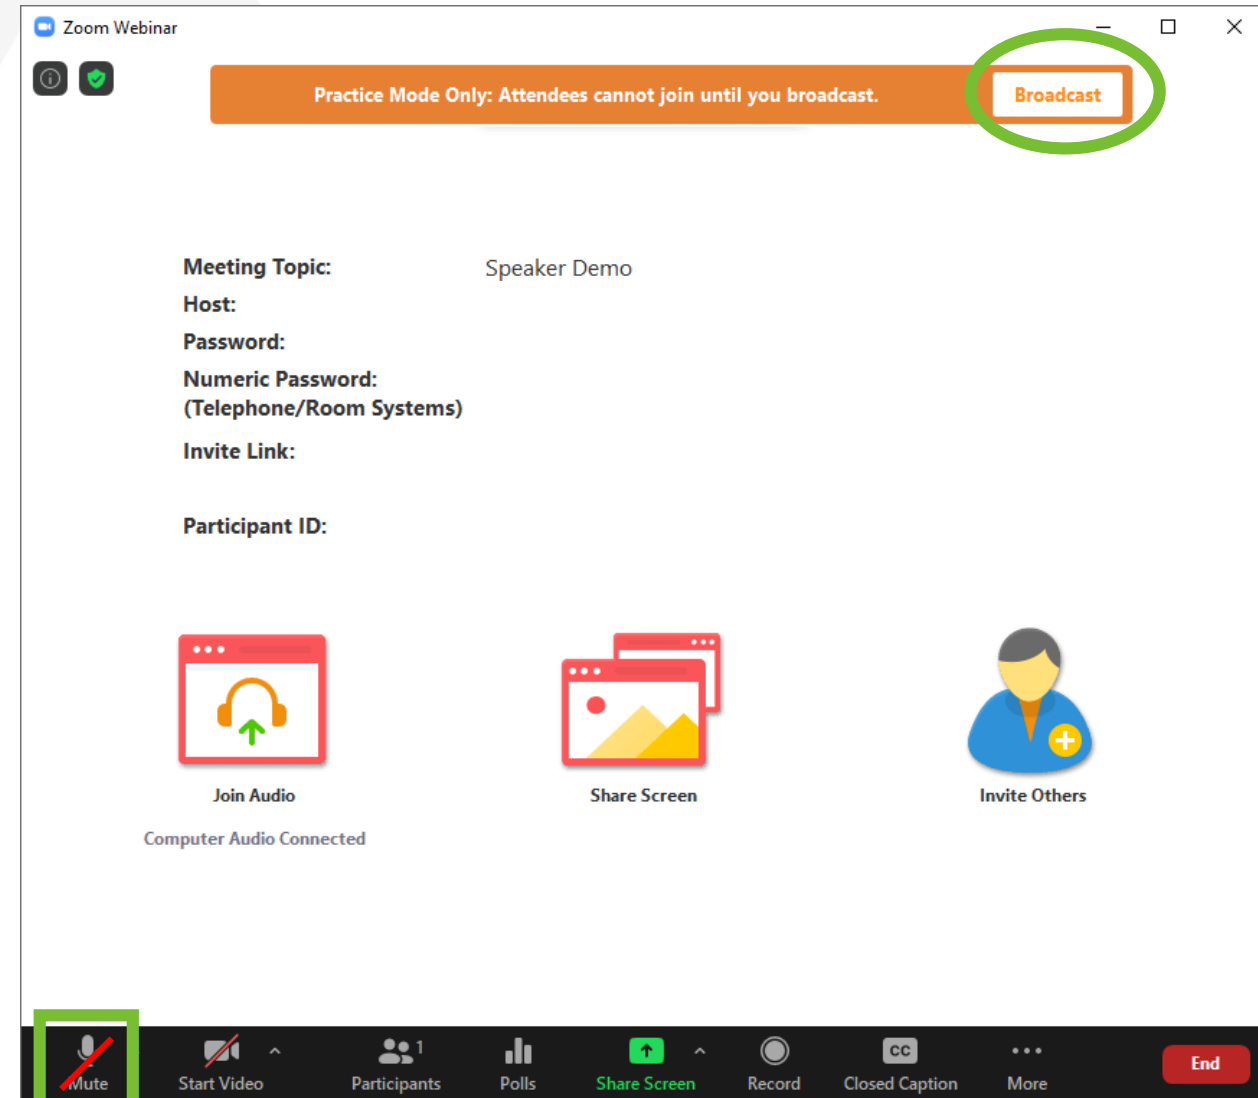 Zoom Webinar
Practice Mode Only: Attendees cannot join until you broadcast.
Broadcast
Meeting Topic: Speaker Demo
Host:
Password:
Numeric Password:
(Telephone/Room Systems)
Invite Link:
Participant ID:
Join Audio
Share Screen
Invite Others
Computer Audio Connected
1
CC
Mute
Start Video
Participants
Polls
Share Screen
Record
Closed Caption
More
End